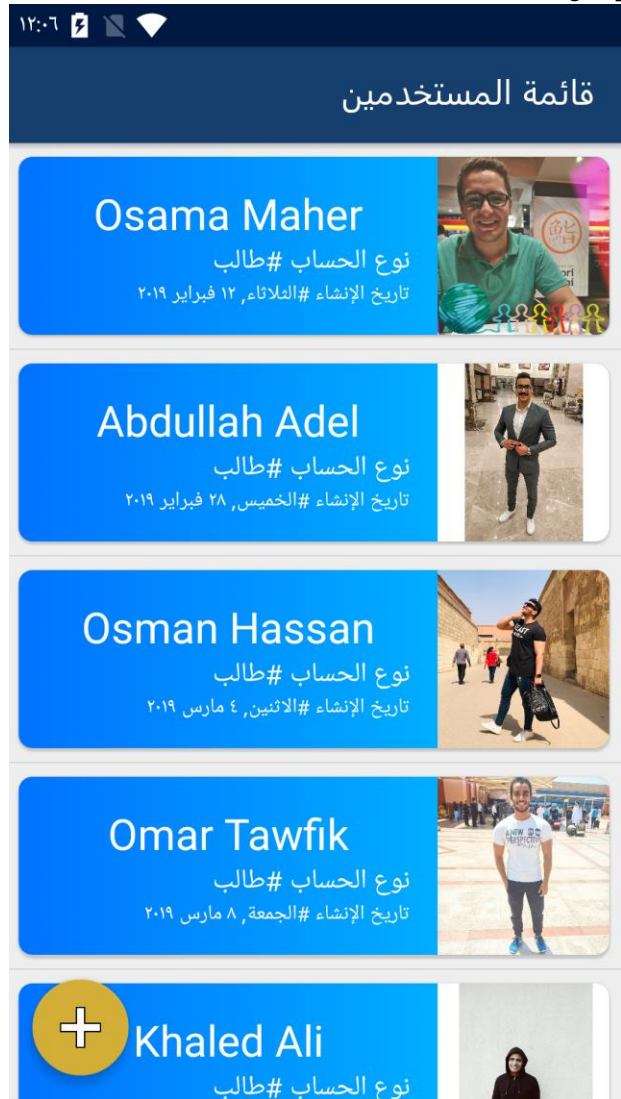 ١٢:٠٦
قائمة المستخدمين
Osama Maher
نوع الحساب #طالب
تاريخ الإنشاء #الثلاثاء, ١٢ فبراير ٢٠١٩
Abdullah Adel
نوع الحساب #طالب
تاريخ الإنشاء #الخميس, ٢٨ فبراير ٢٠١٩
Osman Hassan
نوع الحساب #طالب
تاريخ الإنشاء #الاثنين, ٤ مارس ٢٠١٩
Omar Tawfik
نوع الحساب #طالب
تاريخ الإنشاء #الجمعة, ٨ مارس ٢٠١٩
Khaled Ali
نوع الحساب #طالب